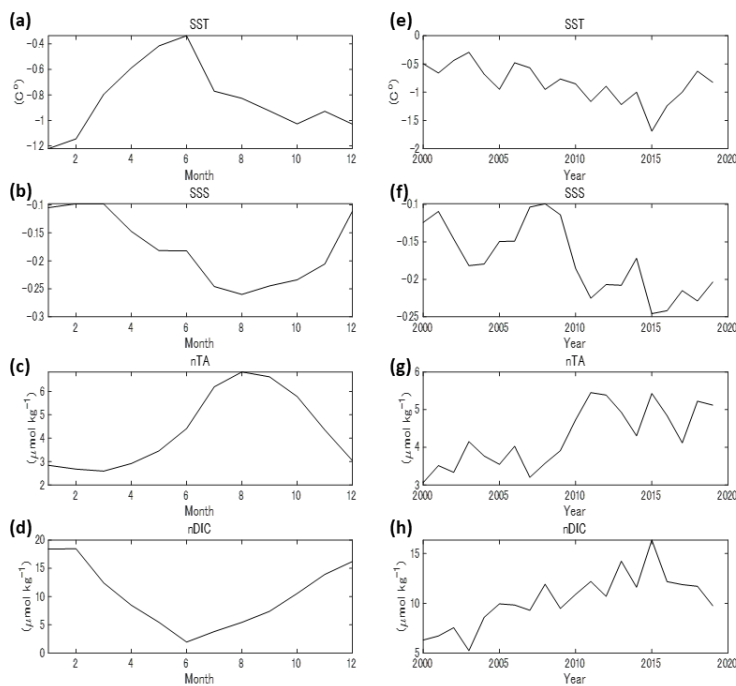 (a)
SST
-0.4
-0.6
-0.8
-1
-1.2
(C°)
2 4 6 8 10 12
Month
(b)
SSS
-0.1
-0.15
-0.2
-0.25
-0.3
2 4 6 8 10 12
Month
(c)
nTA
6
5
4
3
2
(μmol kg⁻¹)
2 4 6 8 10 12
Month
(d)
nDIC
20
15
10
5
0
(μmol kg⁻¹)
2 4 6 8 10 12
Month
(e)
SST
0
-0.5
-1
-1.5
-2
(C°)
2000 2005 2010 2015 2020
Year
(f)
SSS
-0.1
-0.15
-0.2
-0.25
2000 2005 2010 2015 2020
Year
(g)
nTA
6
5
4
3
(μmol kg⁻¹)
2000 2005 2010 2015 2020
Year
(h)
nDIC
15
10
5
(μmol kg⁻¹)
2000 2005 2010 2015 2020
Year